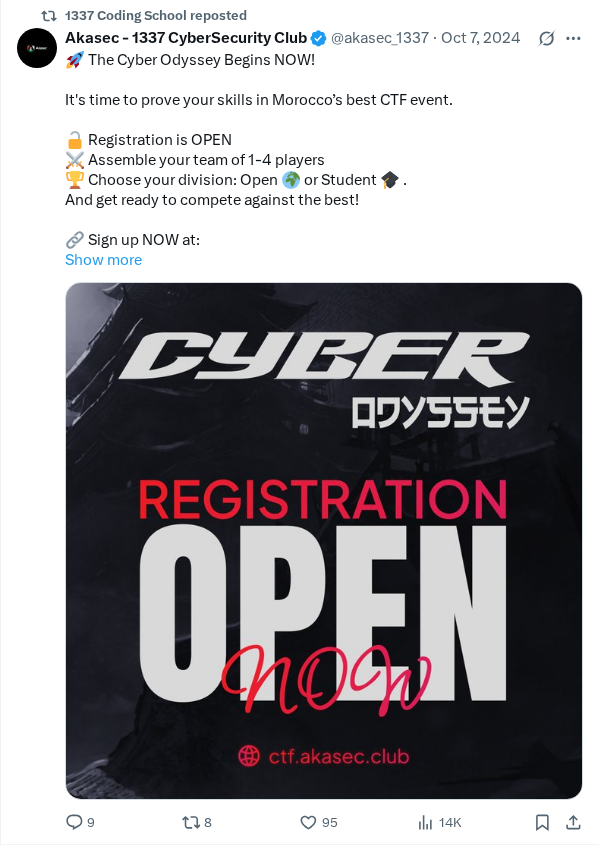 1337 Coding School reposted
Akasec - 1337 CyberSecurity Club @akasec_1337 · Oct 7, 2024
🚀 The Cyber Odyssey Begins NOW!
It's time to prove your skills in Morocco’s best CTF event.
🔓 Registration is OPEN
⚔️ Assemble your team of 1-4 players
🏆 Choose your division: Open 🌍 or Student 🎓 .
And get ready to compete against the best!
🔗 Sign up NOW at:
Show more
CYBER
ODYSSEY
REGISTRATION
OPEN
NOW
ctf.akasec.club
9 8 95 14K